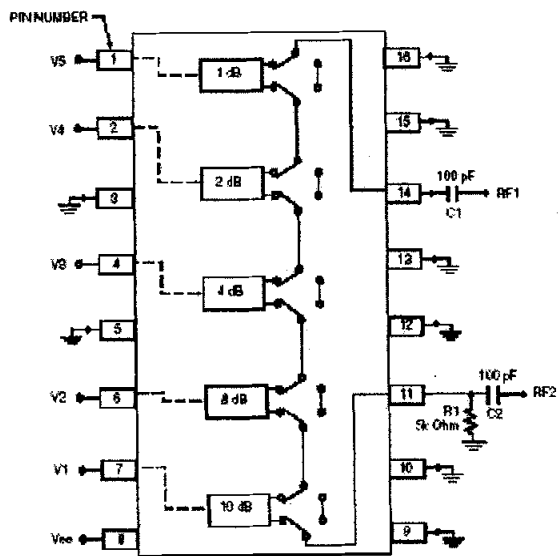 PIN NUMBER
V5 1 1 dB 16
V4 2 15
2 dB
3 14 100 pF RF1
C1
V3 4 4 dB 13
5 12
100 pF
V2 6 8 dB 11 RF2
R1 C2
5k Ohm
V1 7 10
10 dB
Vee 8 9